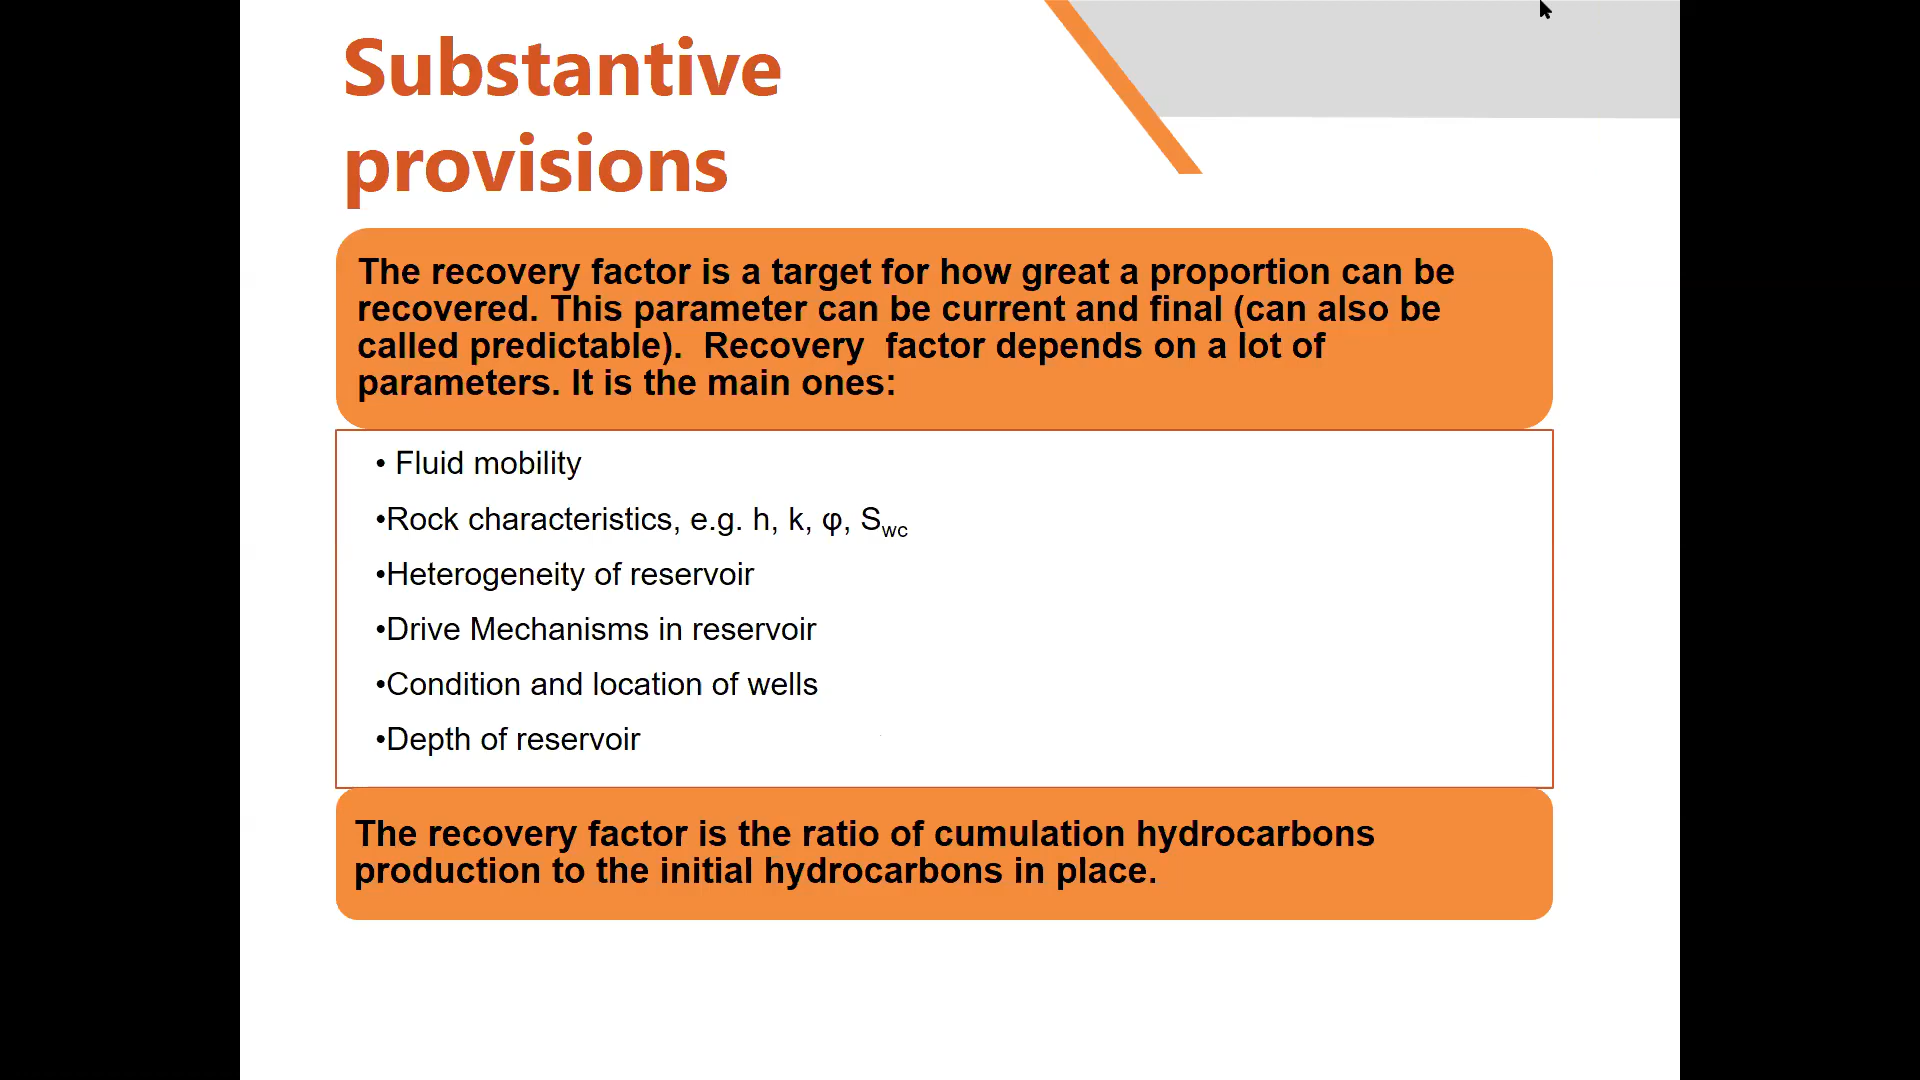 Substantive
provisions
The recovery factor is a target for how great a proportion can be
recovered. This parameter can be current and final (can also be
called predictable).  Recovery  factor depends on a lot of
parameters. It is the main ones:
• Fluid mobility
•Rock characteristics, e.g. h, k, φ, Swc
•Heterogeneity of reservoir
•Drive Mechanisms in reservoir
•Condition and location of wells
•Depth of reservoir
The recovery factor is the ratio of cumulation hydrocarbons
production to the initial hydrocarbons in place.